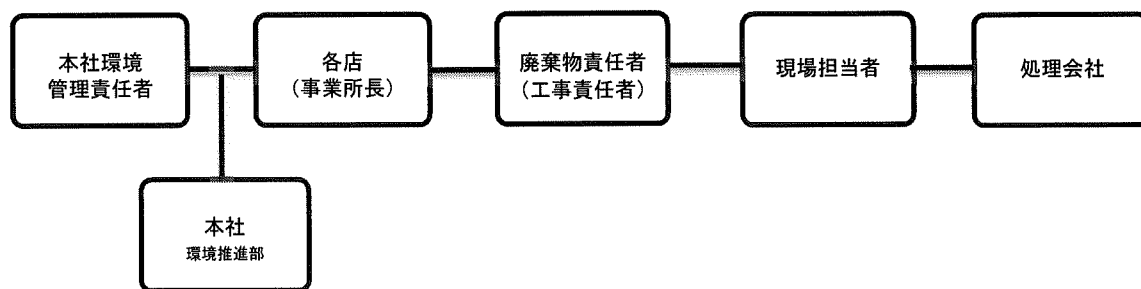 本社環境
管理責任者
各店
（事業所長）
廃棄物責任者
（工事責任者）
現場担当者
処理会社
本社
環境推進部